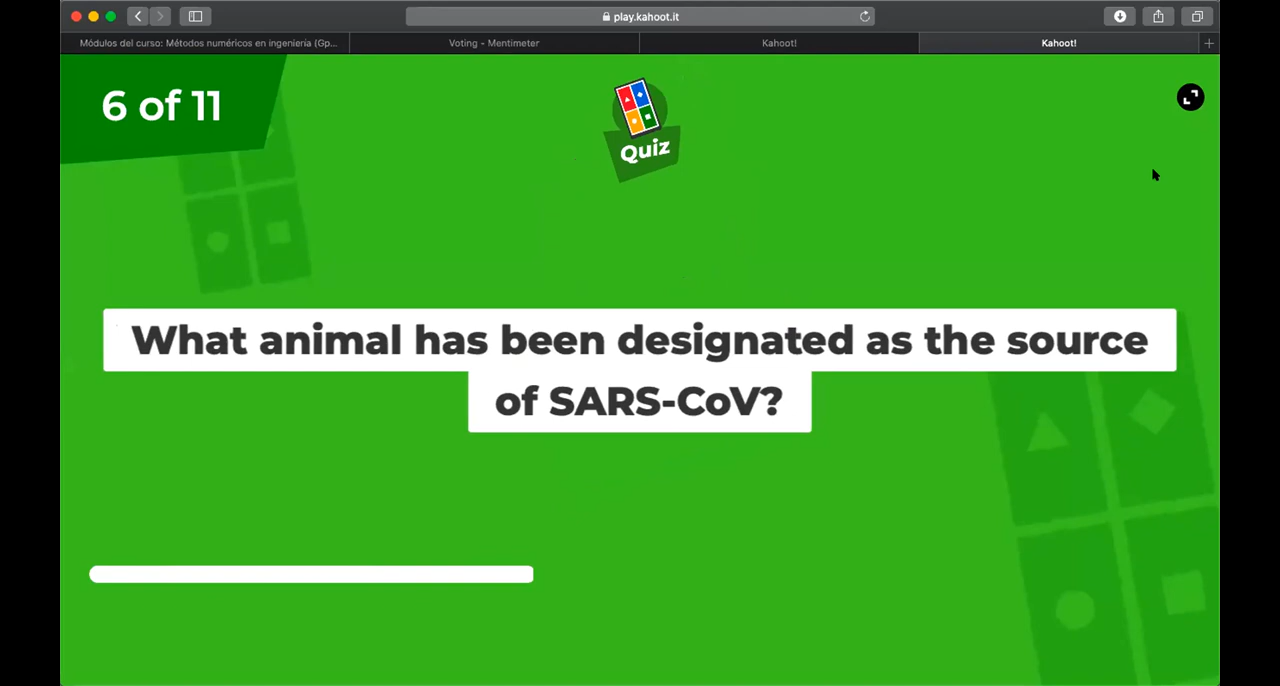 play.kahoot.it
Módulos del curso: Métodos numéricos en ingeniería (Gp...
Voting - Mentimeter
Kahoot!
Kahoot!
6 of 11
Quiz
What animal has been designated as the source
of SARS-CoV?